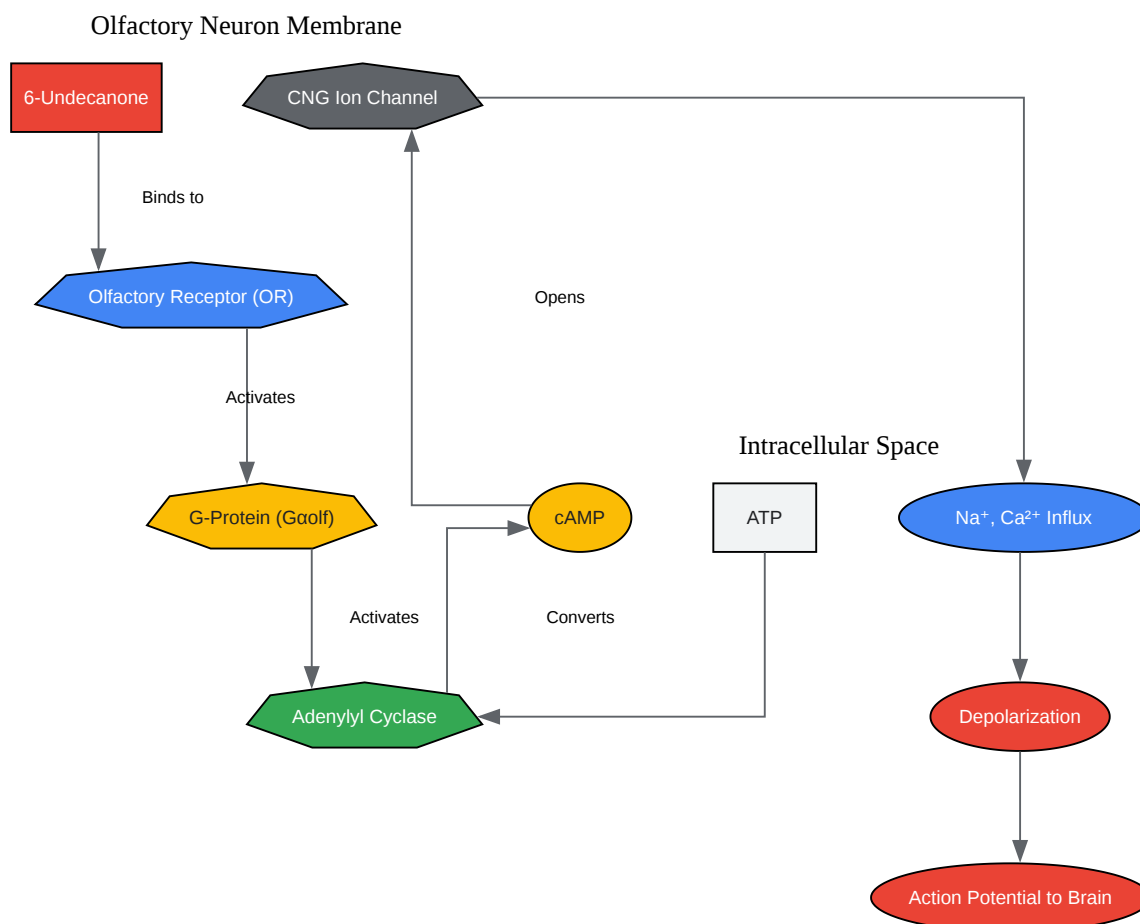 Olfactory Neuron Membrane
6-Undecanone
CNG Ion Channel
Binds to
Olfactory Receptor (OR)
Opens
Activates
Intracellular Space
G-Protein (Gαolf)
cAMP
ATP
Na⁺, Ca²⁺ Influx
Activates
Converts
Adenylyl Cyclase
Depolarization
Action Potential to Brain